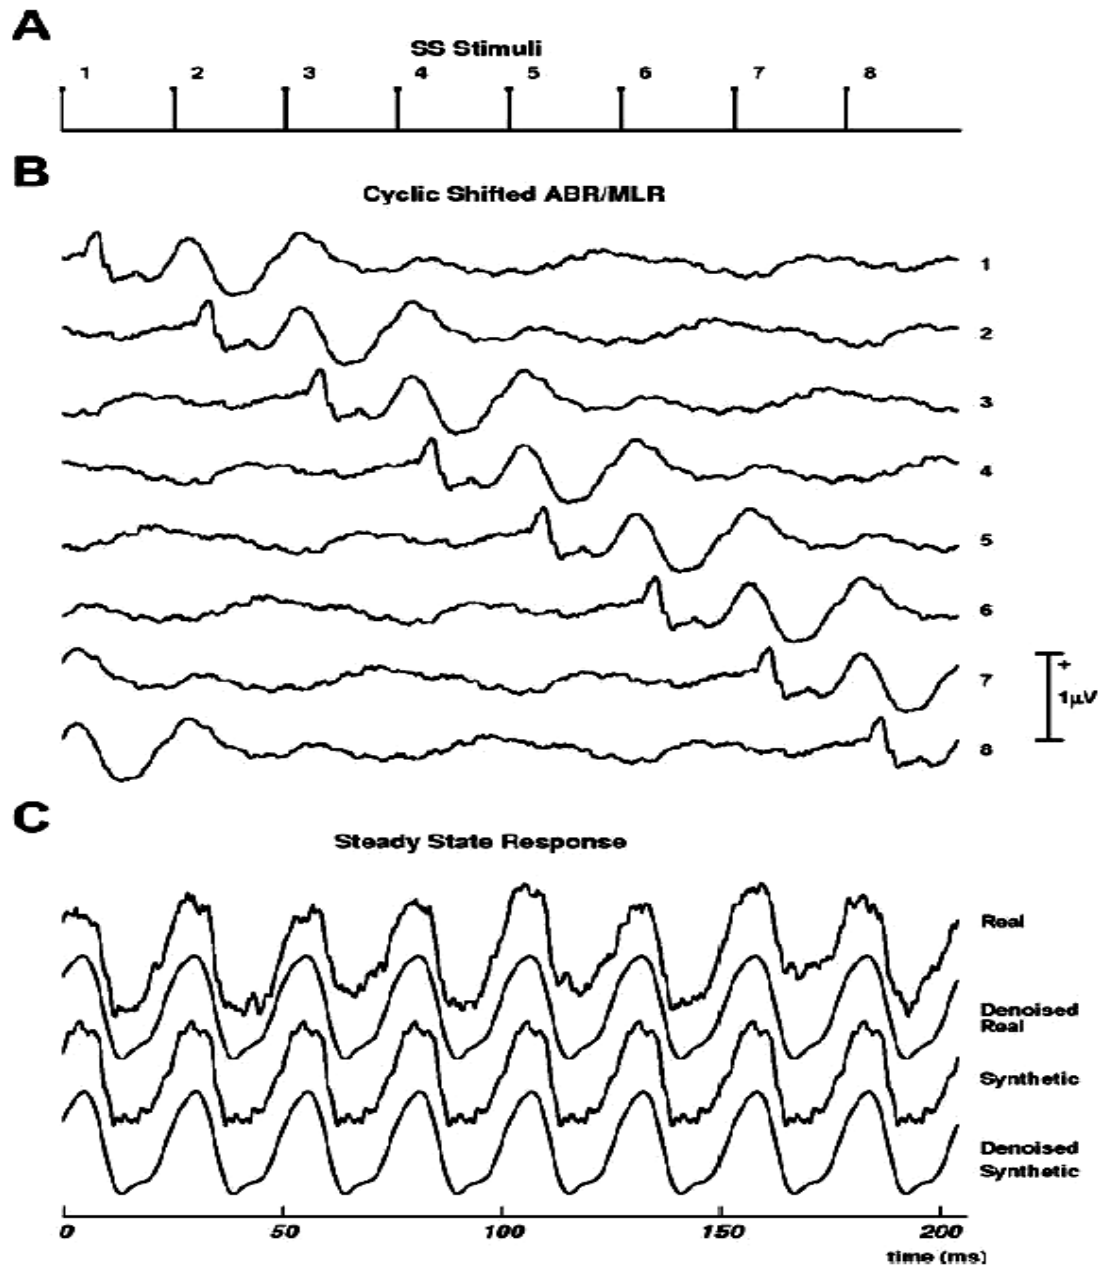 A
SS Stimuli
1 2 3 4 5 6 7 8
B
Cyclic Shifted ABR/MLR
1
2
3
4
5
6
7
8
+
1μV
C
Steady State Response
Real
Denoised
Real
Synthetic
Denoised
Synthetic
0 50 100 150 200
time (ms)